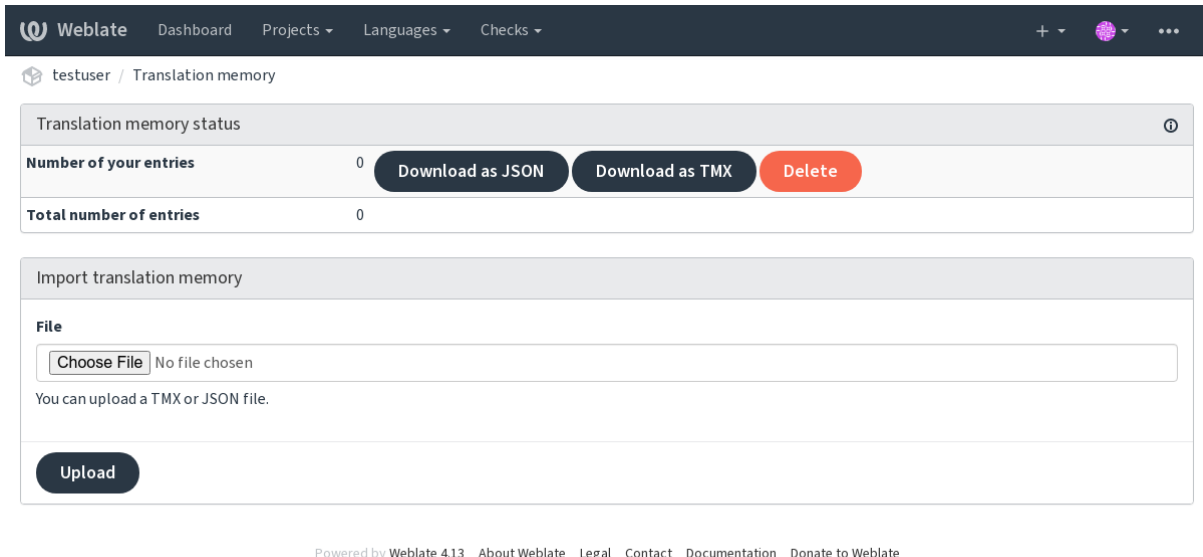 Weblate Dashboard Projects Languages Checks
testuser / Translation memory
Translation memory status
Number of your entries 0 Download as JSON Download as TMX Delete
Total number of entries 0
Import translation memory
File
Choose File No file chosen
You can upload a TMX or JSON file.
Upload
Powered by Weblate 4.13 About Weblate Legal Contact Documentation Donate to Weblate